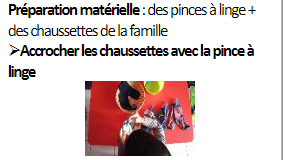 Préparation matérielle : des pinces à linge +
des chaussettes de la famille
➢Accrocher les chaussettes avec la pince à
linge